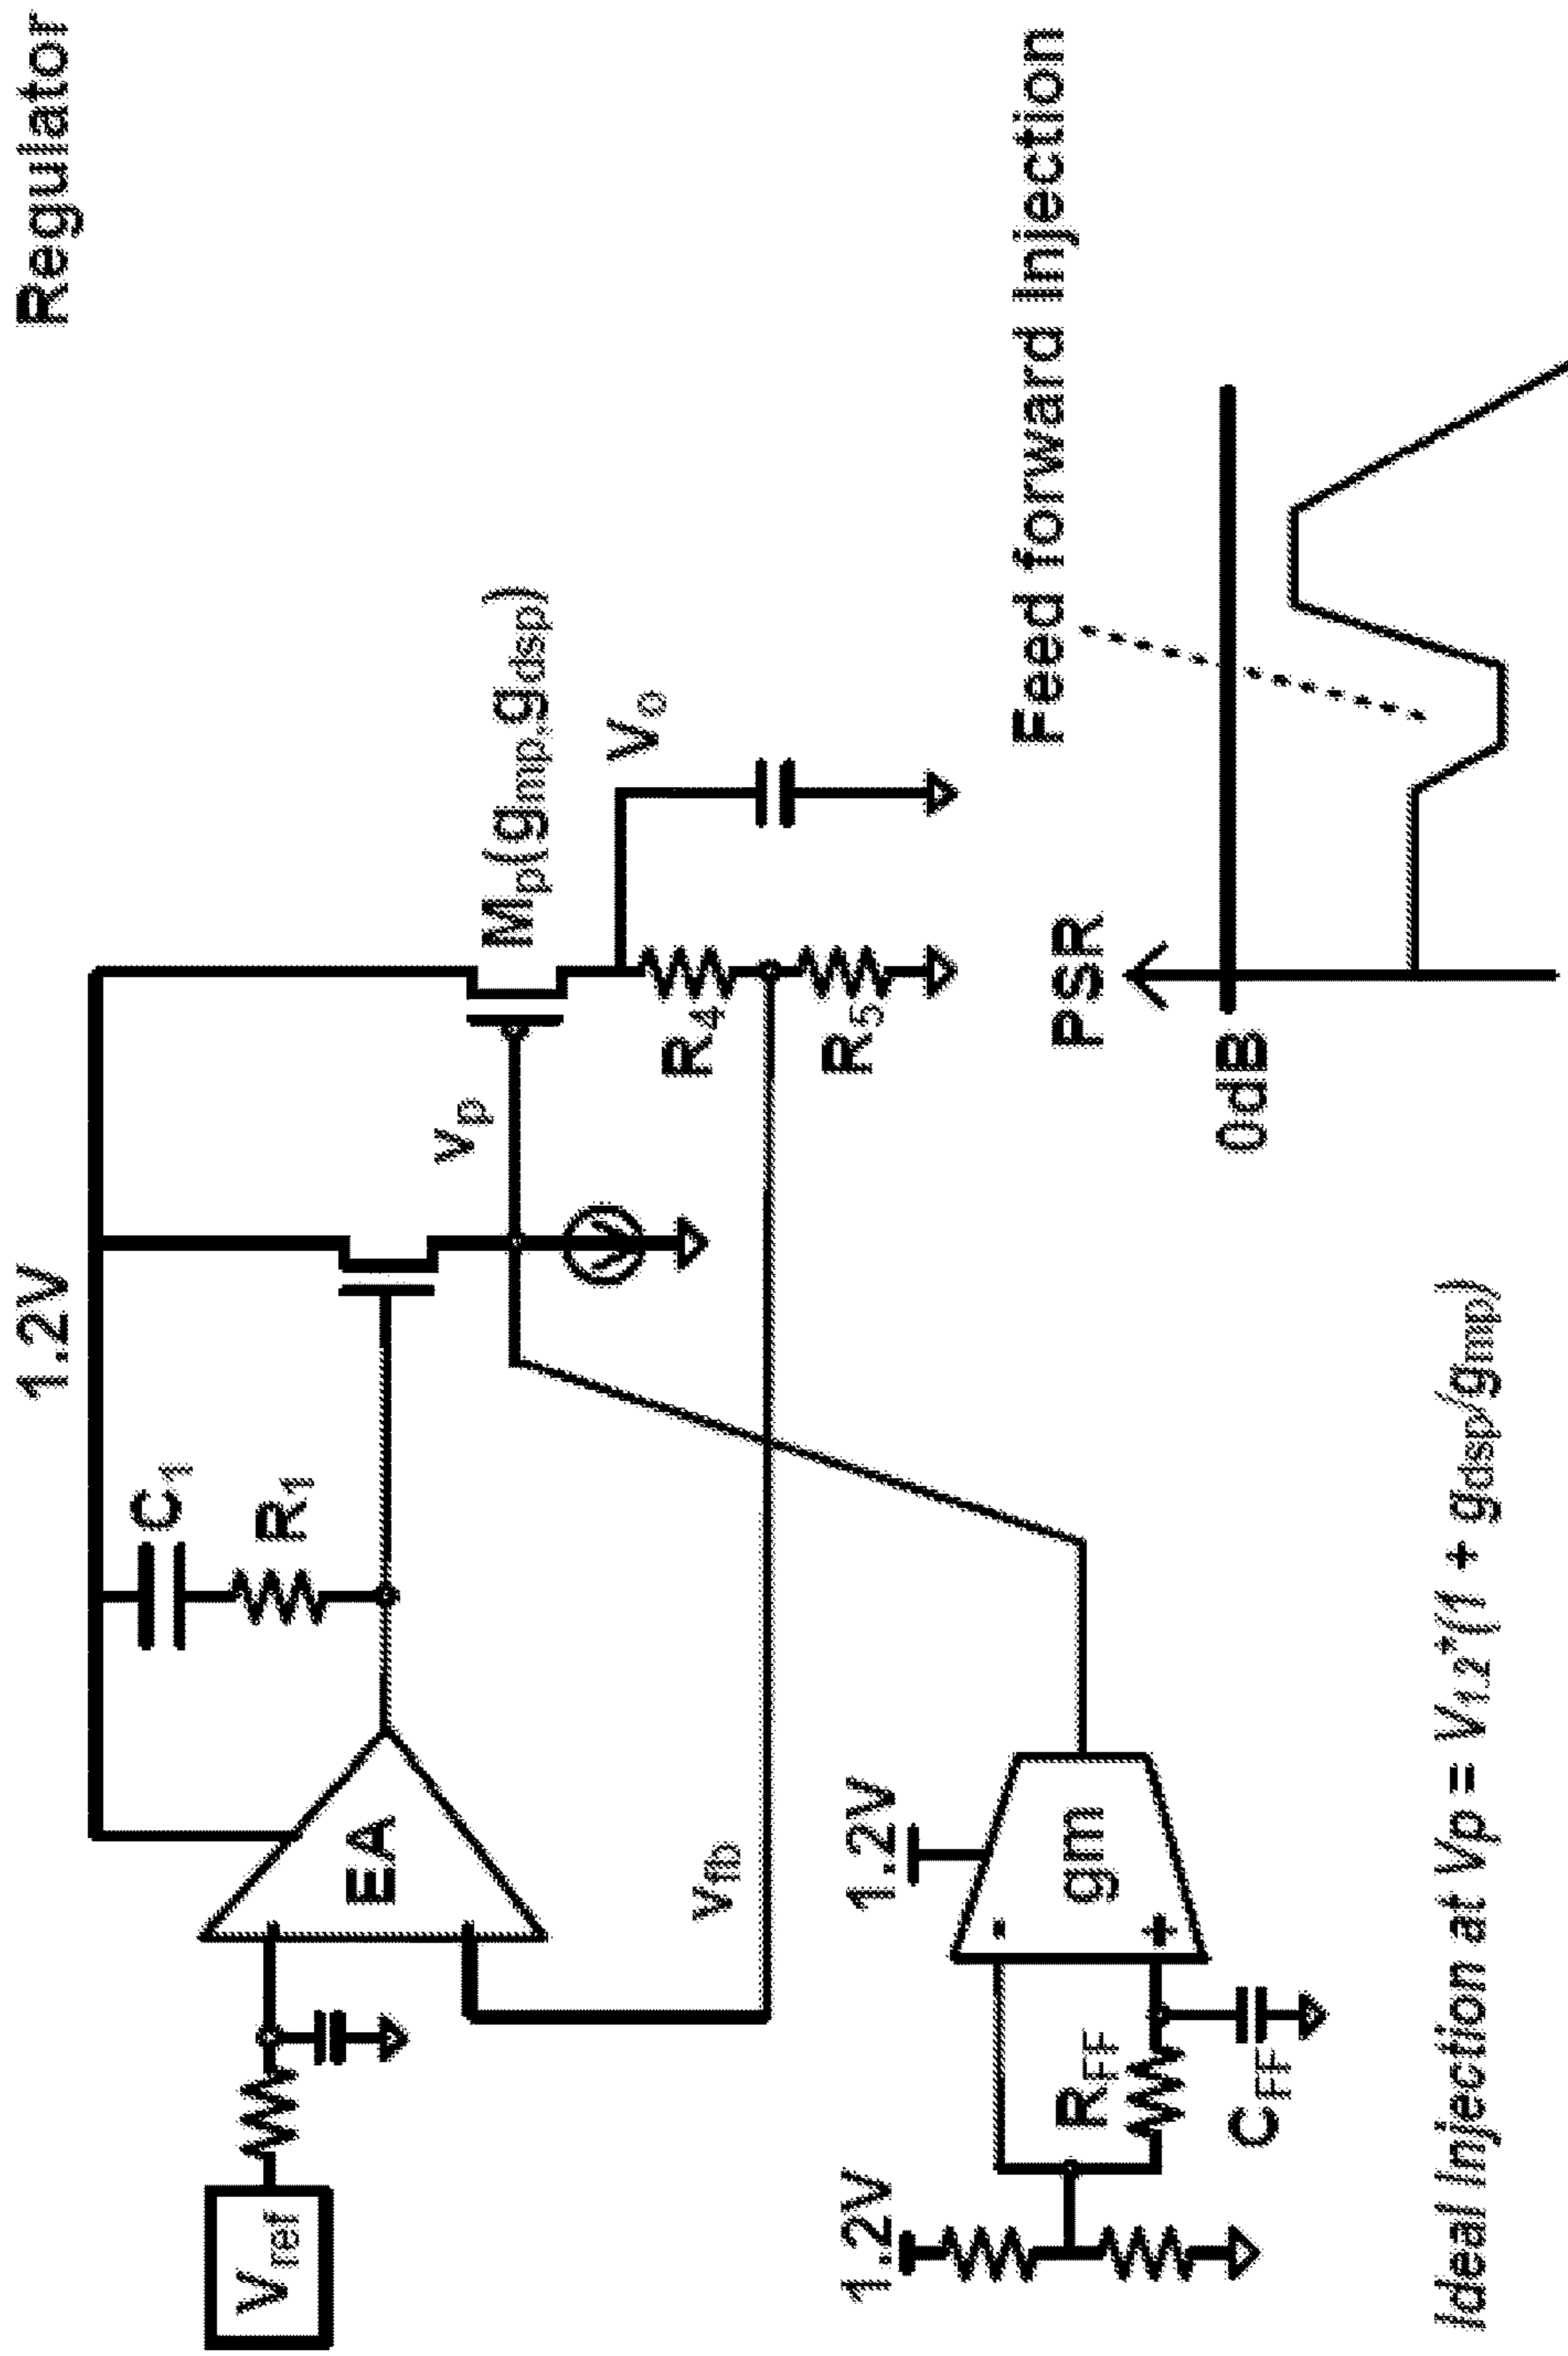 Regulator
1.2V
C1
R1
Vref
EA
vp
Mp(gmp,gdsp)
Vo
R4
R5
vfb
1.2V
1.2V
gm
-
+
RFF
CFF
Feed forward Injection
PSR
0dB
Ideal Injection at Vp = V1.2*(1 + gdsp/gmp)